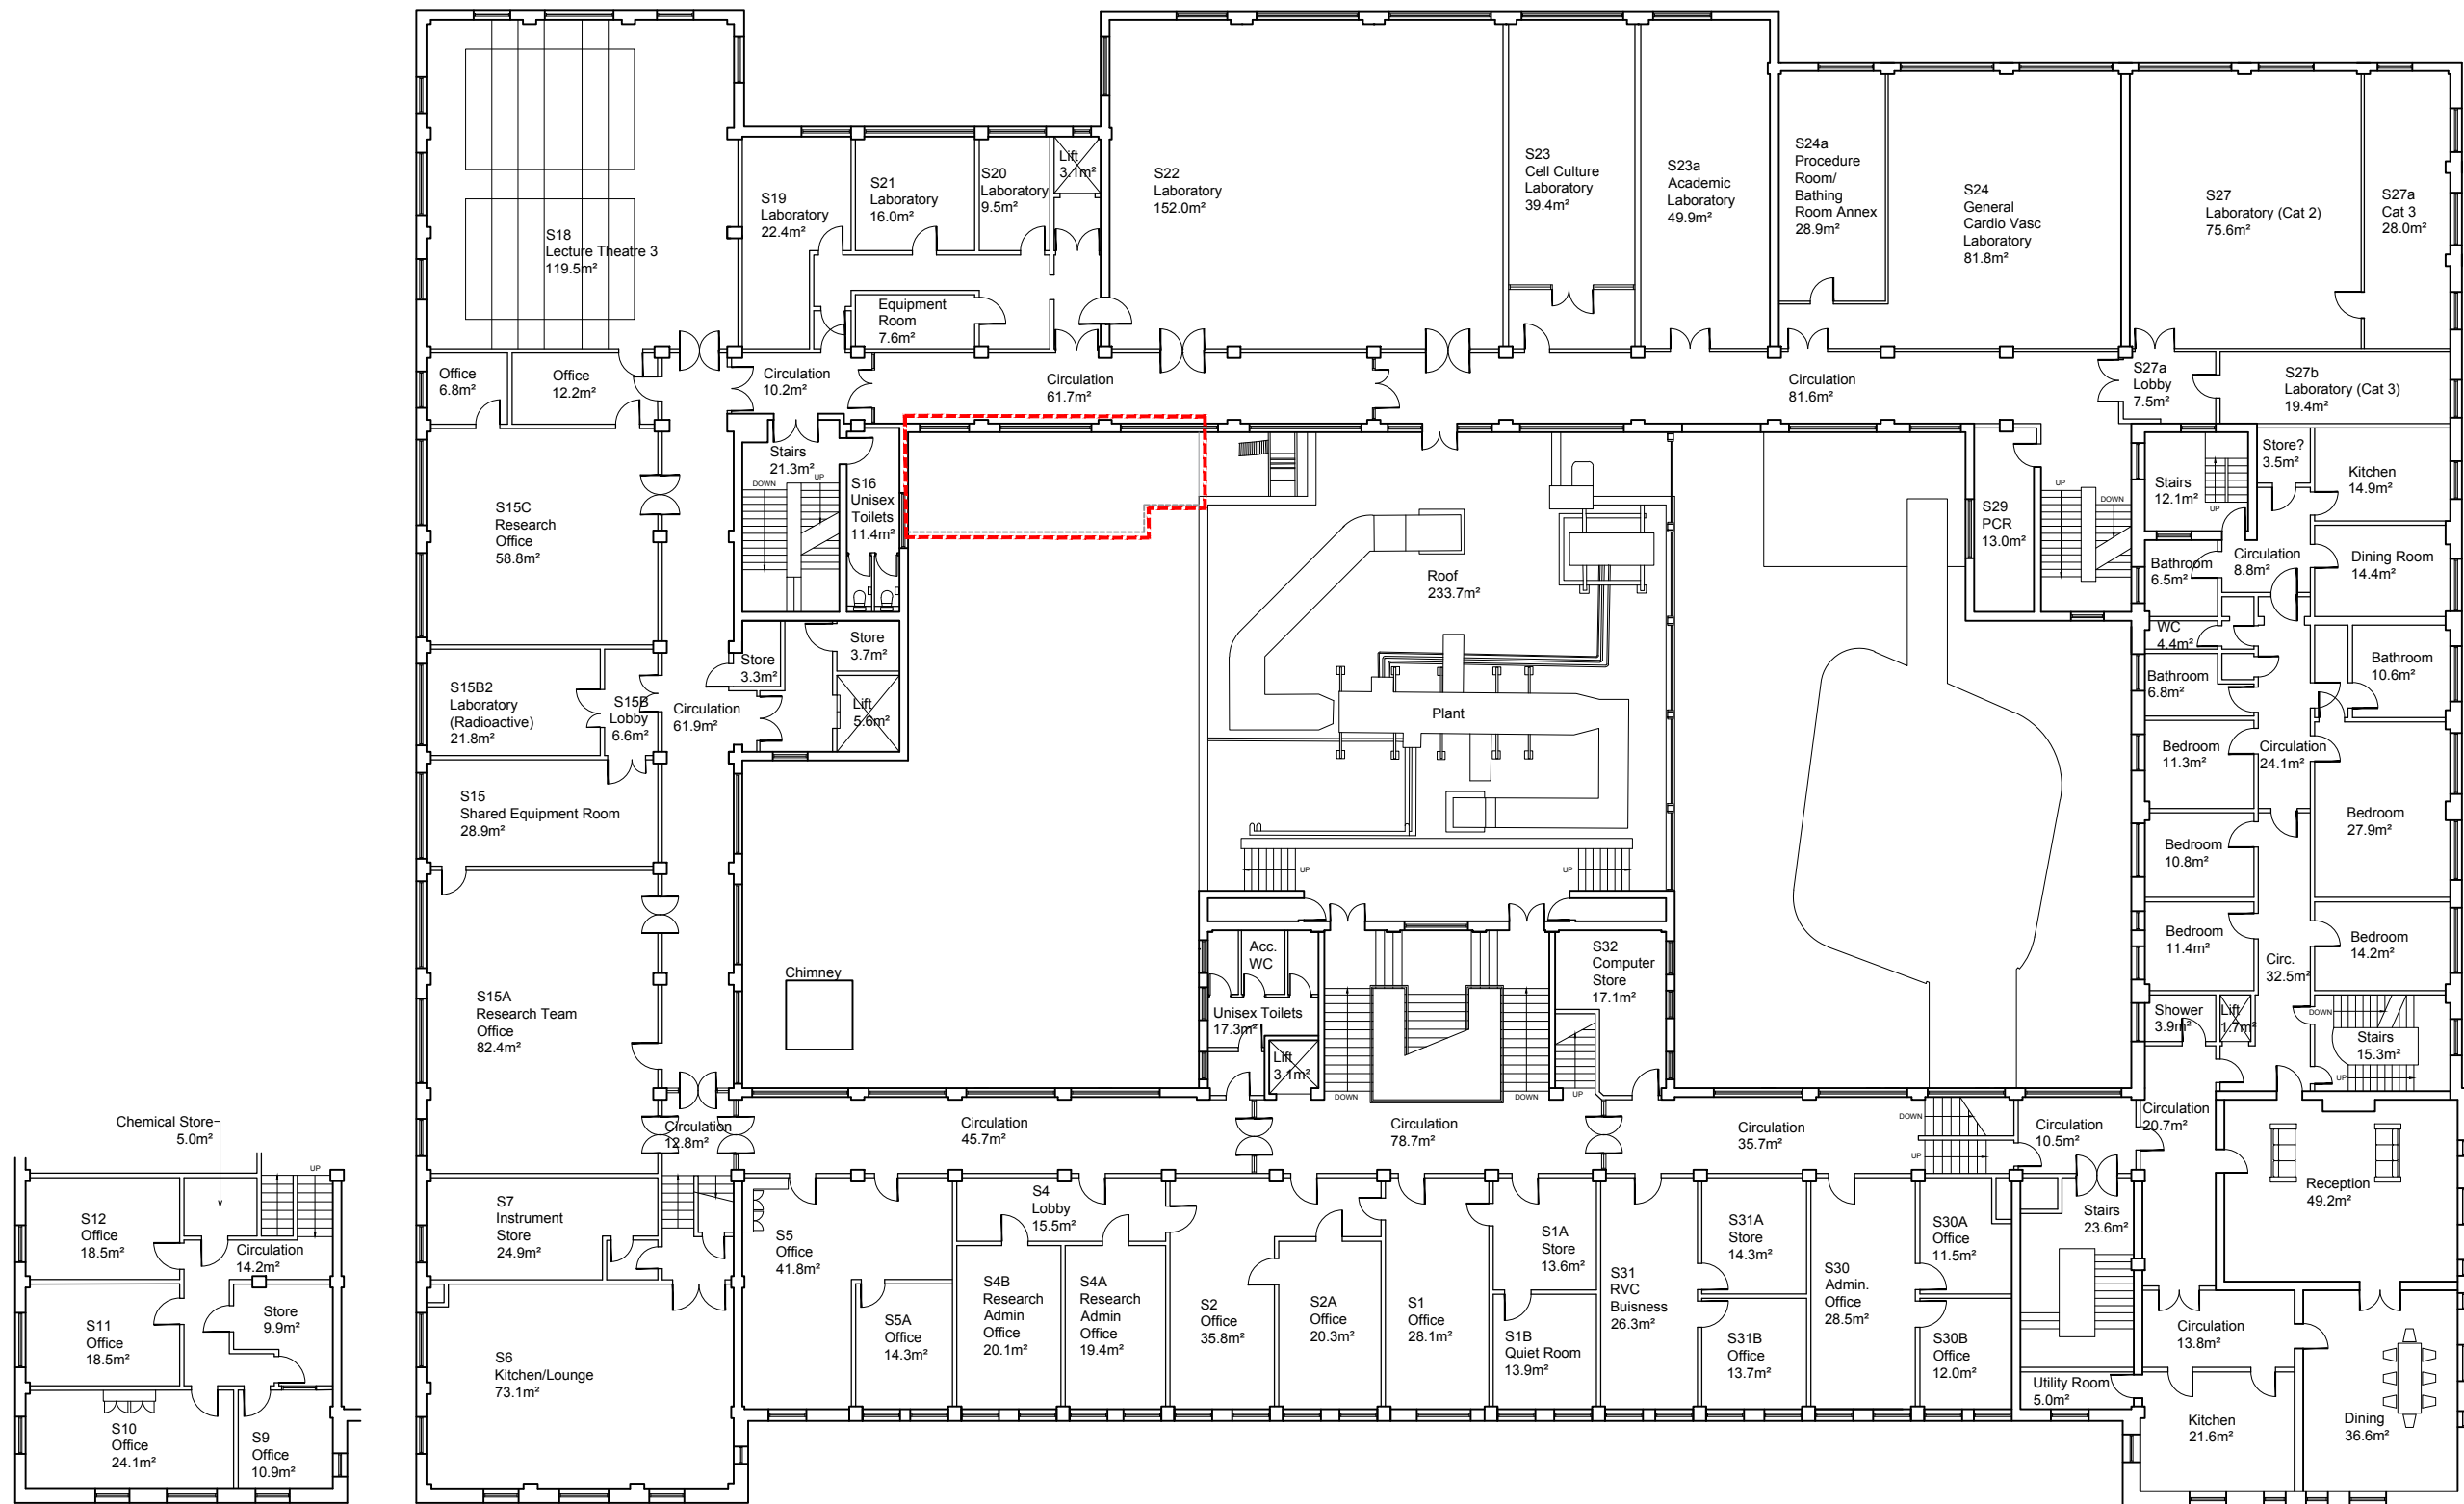 S18
Lecture Theatre 3
119.5m²
S19
Laboratory
22.4m²
S21
Laboratory
16.0m²
S20
Laboratory
9.5m²
Lift
3.1m²
Equipment
Room
7.6m²
S22
Laboratory
152.0m²
S23
Cell Culture
Laboratory
39.4m²
S23a
Academic
Laboratory
49.9m²
S24a
Procedure
Room/
Bathing
Room Annex
28.9m²
S24
General
Cardio Vasc
Laboratory
81.8m²
S27
Laboratory (Cat 2)
75.6m²
S27a
Cat 3
28.0m²
Office
6.8m²
Office
12.2m²
Circulation
10.2m²
Circulation
61.7m²
Circulation
81.6m²
S27a
Lobby
7.5m²
S27b
Laboratory (Cat 3)
19.4m²
Stairs
21.3m²
DOWN
UP
S16
Unisex
Toilets
11.4m²
S15C
Research
Office
58.8m²
Roof
233.7m²
Plant
S29
PCR
13.0m²
UP
DOWN
Stairs
12.1m²
UP
Store?
3.5m²
Kitchen
14.9m²
Bathroom
6.5m²
Circulation
8.8m²
Dining Room
14.4m²
WC
4.4m²
Bathroom
6.8m²
Bathroom
10.6m²
Store
3.3m²
Store
3.7m²
Lift
5.6m²
S15B2
Laboratory
(Radioactive)
21.8m²
S15B
Lobby
6.6m²
Circulation
61.9m²
S15
Shared Equipment Room
28.9m²
Bedroom
11.3m²
Circulation
24.1m²
Bedroom
27.9m²
Bedroom
10.8m²
Bedroom
11.4m²
Circ.
32.5m²
Bedroom
14.2m²
UP
UP
S15A
Research Team
Office
82.4m²
Chimney
Acc.
WC
Unisex Toilets
17.3m²
Lift
3.1m²
S32
Computer
Store
17.1m²
DOWN
DOWN
UP
Shower
3.9m²
Lift
1.7m²
DOWN
Stairs
15.3m²
UP
Circulation
12.8m²
Circulation
45.7m²
Circulation
78.7m²
Circulation
35.7m²
DOWN
UP
Circulation
10.5m²
Circulation
20.7m²
Reception
49.2m²
Chemical Store
5.0m²
UP
S12
Office
18.5m²
Circulation
14.2m²
S11
Office
18.5m²
Store
9.9m²
S10
Office
24.1m²
S9
Office
10.9m²
S7
Instrument
Store
24.9m²
S6
Kitchen/Lounge
73.1m²
S5
Office
41.8m²
S5A
Office
14.3m²
S4
Lobby
15.5m²
S4B
Research
Admin
Office
20.1m²
S4A
Research
Admin
Office
19.4m²
S2
Office
35.8m²
S2A
Office
20.3m²
S1
Office
28.1m²
S1A
Store
13.6m²
S1B
Quiet Room
13.9m²
S31
RVC
Buisness
26.3m²
S31A
Store
14.3m²
S31B
Office
13.7m²
S30
Admin.
Office
28.5m²
S30A
Office
11.5m²
S30B
Office
12.0m²
Stairs
23.6m²
Utility Room
5.0m²
Circulation
13.8m²
Kitchen
21.6m²
Dining
36.6m²